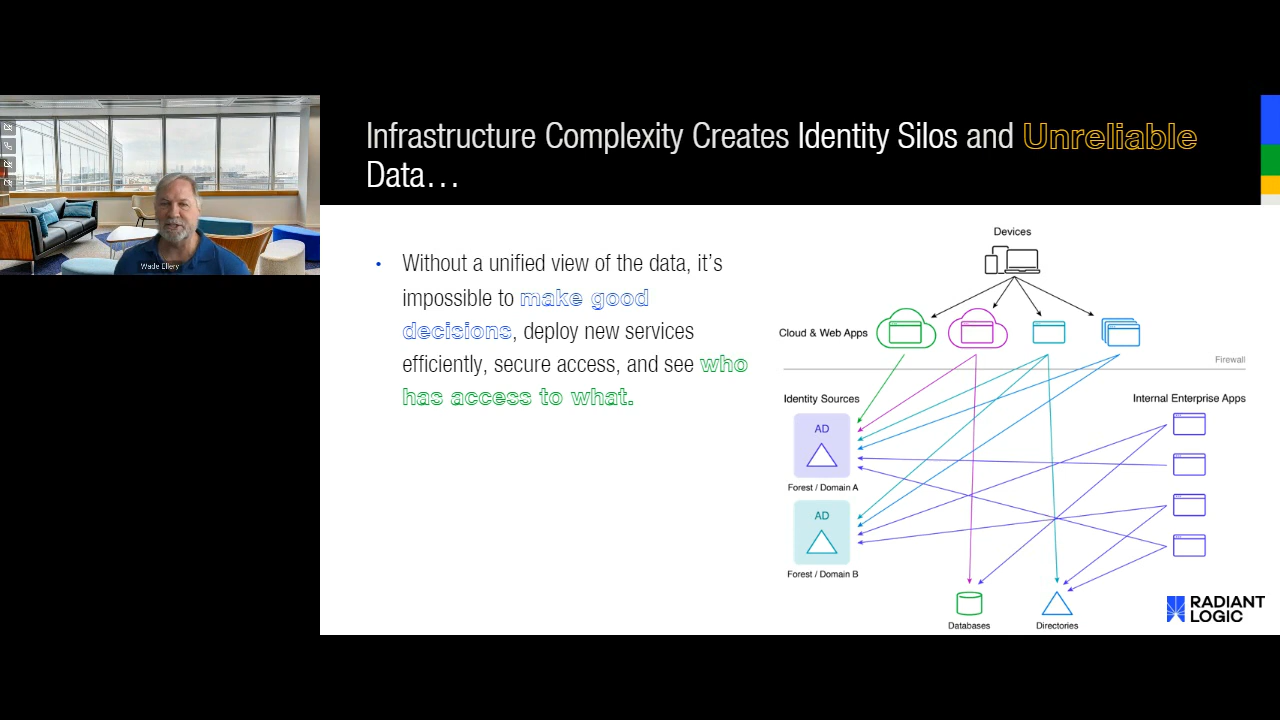 Infrastructure Complexity Creates Identity Silos and Unreliable
Data…
Wade Ellery
• Without a unified view of the data, it's
impossible to make good
decisions, deploy new services
efficiently, secure access, and see who
has access to what.
Devices
Cloud & Web Apps
Firewall
Identity Sources
Internal Enterprise Apps
AD
Forest / Domain A
AD
Forest / Domain B
Databases
Directories
RADIANT
LOGIC